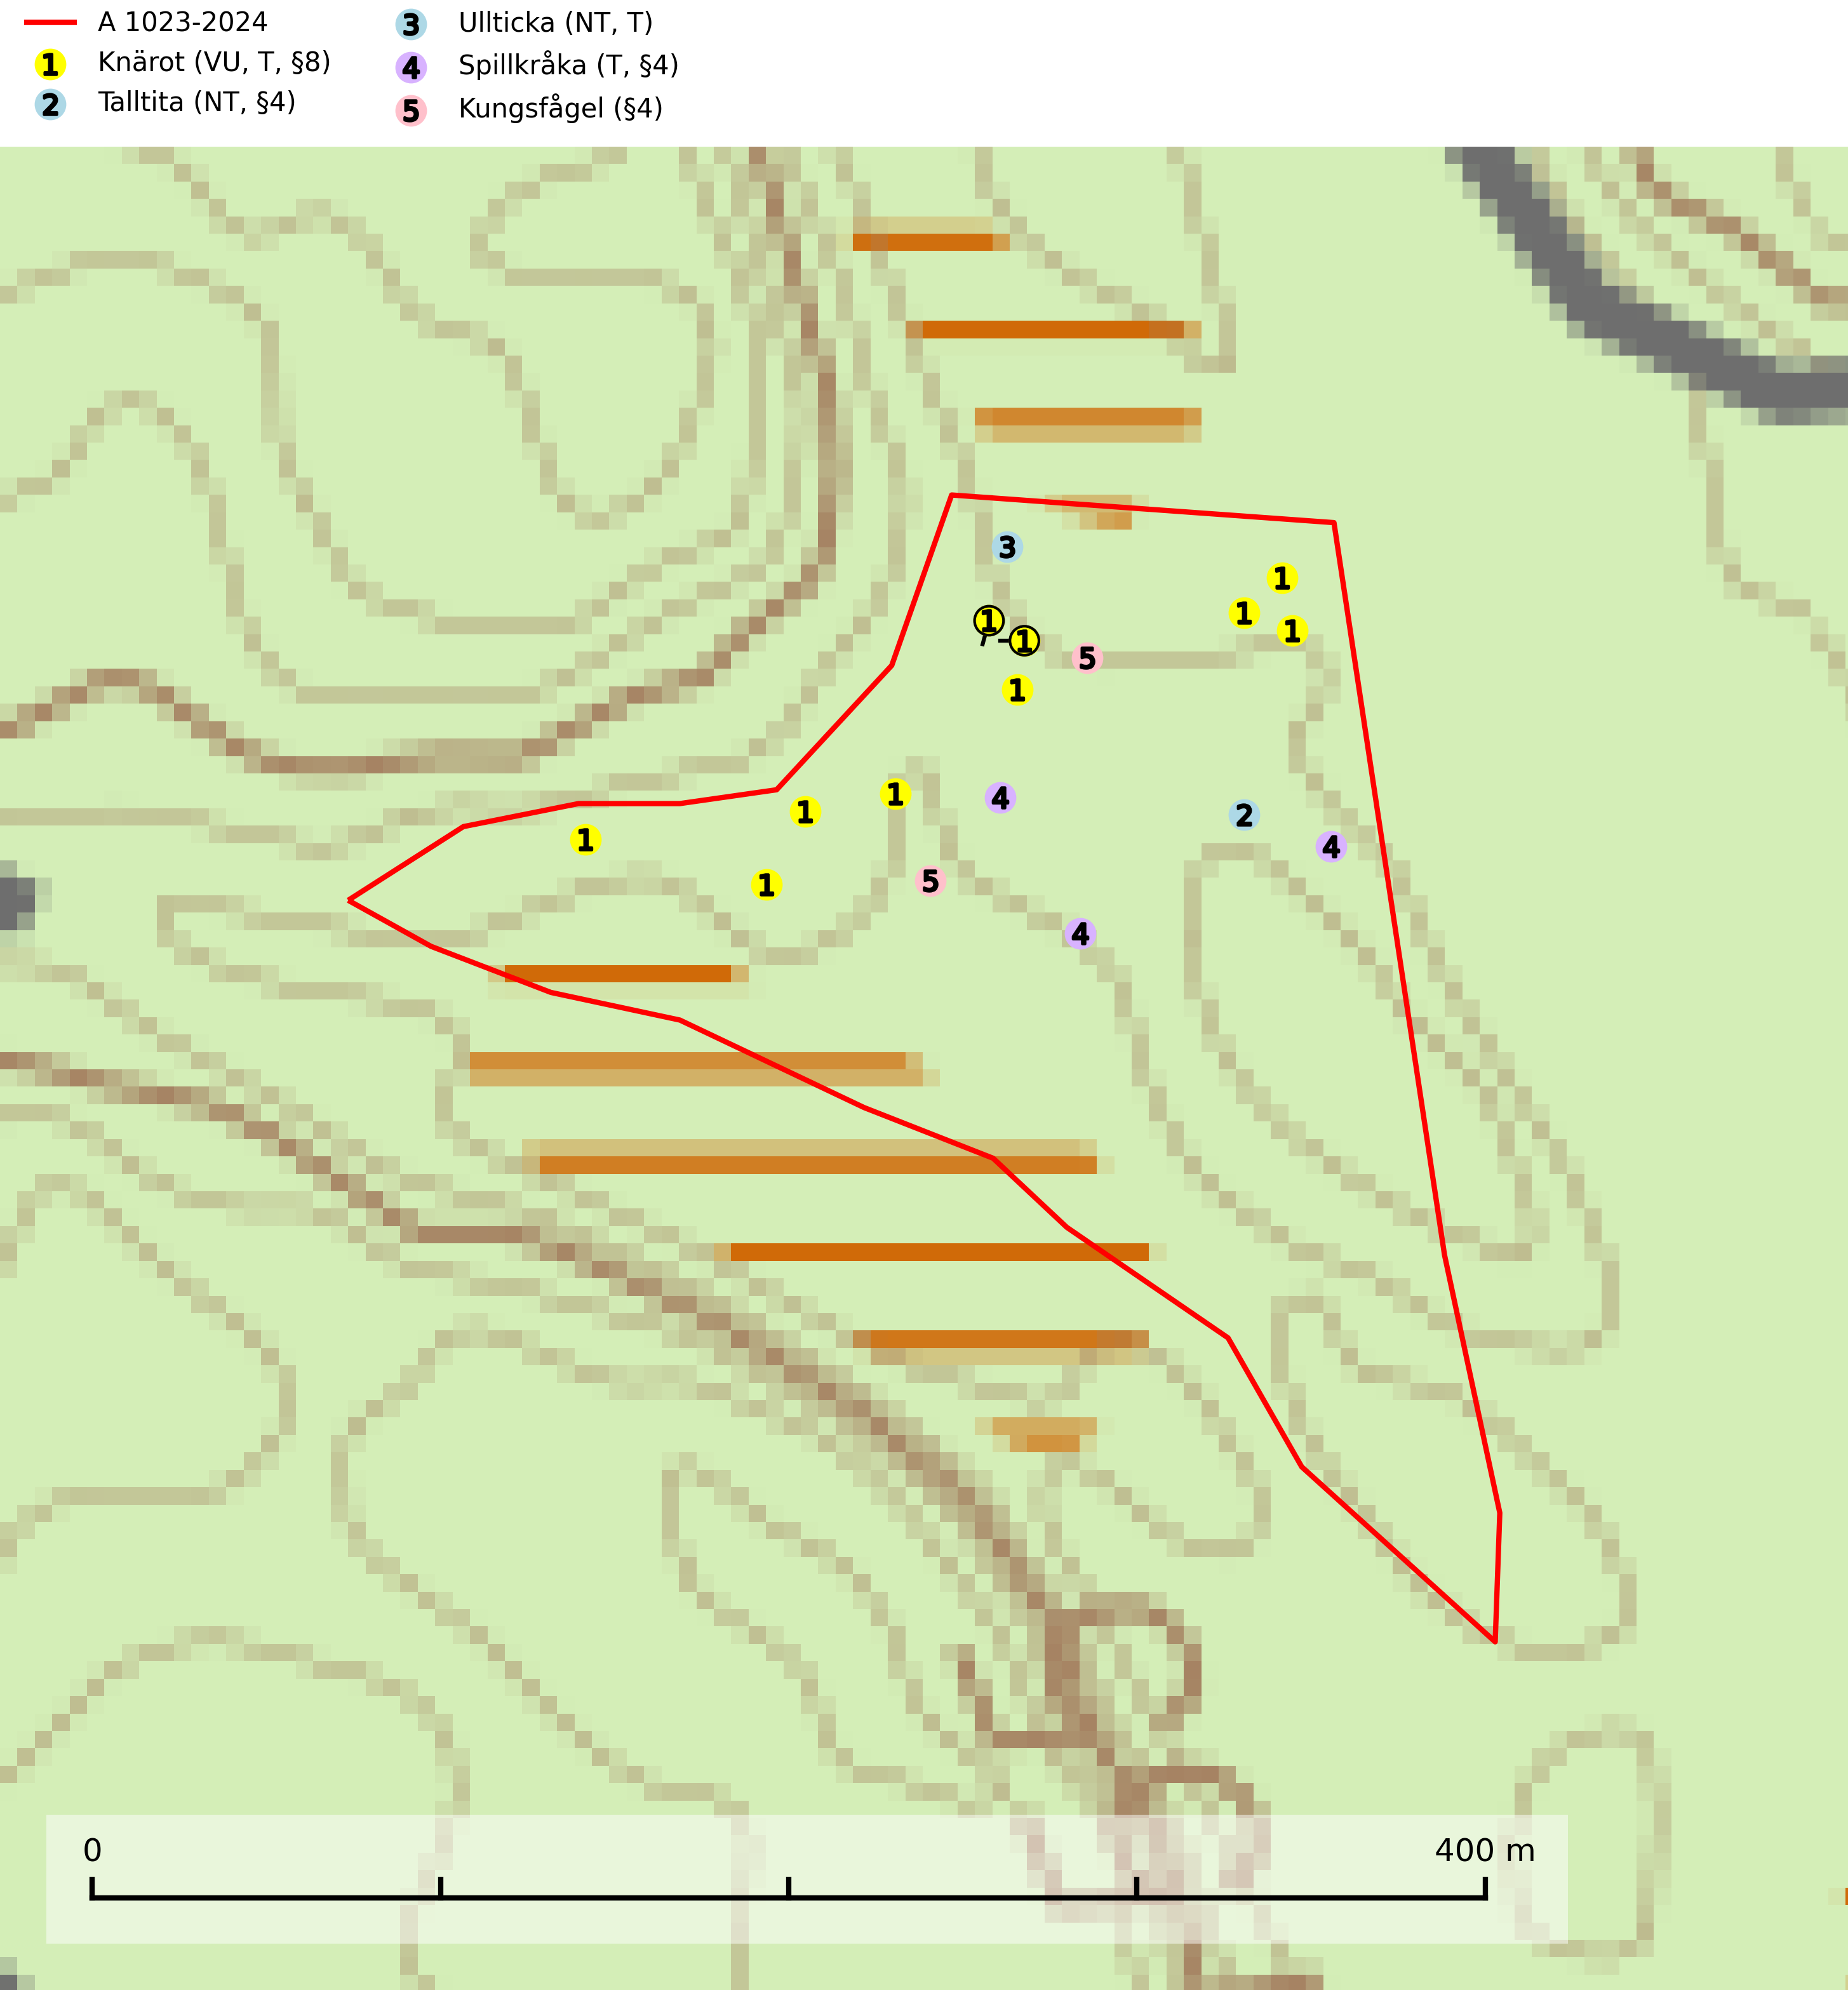 A 1023-2024
1 Knärot (VU, T, §8)
2 Talltita (NT, §4)
3 Ullticka (NT, T)
4 Spillkråka (T, §4)
5 Kungsfågel (§4)
3
1
1
1
1
1
5
1
1
4
1
2
1
4
1
5
4
0 400 m